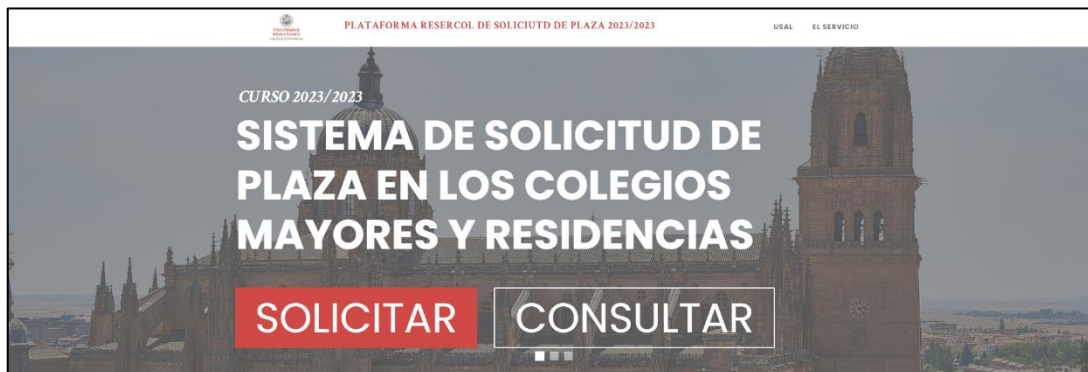 PLATAFORMA RESERCOL DE SOLICIUTD DE PLAZA 2023/2023
USAL
EL SERVICIO
CURSO 2023/2023
SISTEMA DE SOLICITUD DE
PLAZA EN LOS COLEGIOS
MAYORES Y RESIDENCIAS
SOLICITAR
CONSULTAR